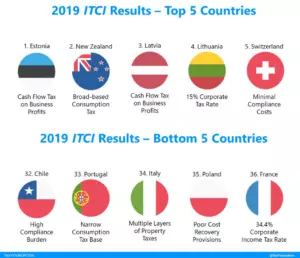 2019 ITCI Results – Top 5 Countries
1. Estonia
2. New Zealand
3. Latvia
4. Lithuania
5. Switzerland
Cash Flow Tax
on Business
Profits
Broad-based
Consumption
Tax
Cash Flow Tax
on Business
Profits
15% Corporate
Tax Rate
Minimal
Compliance
Costs
2019 ITCI Results – Bottom 5 Countries
32. Chile
33. Portugal
34. Italy
35. Poland
36. France
High
Compliance
Burden
Narrow
Consumption
Tax Base
Multiple Layers
of Property
Taxes
Poor Cost
Recovery
Provisions
34.4%
Corporate
Income Tax Rate
TAX FOUNDATION
@TaxFoundation